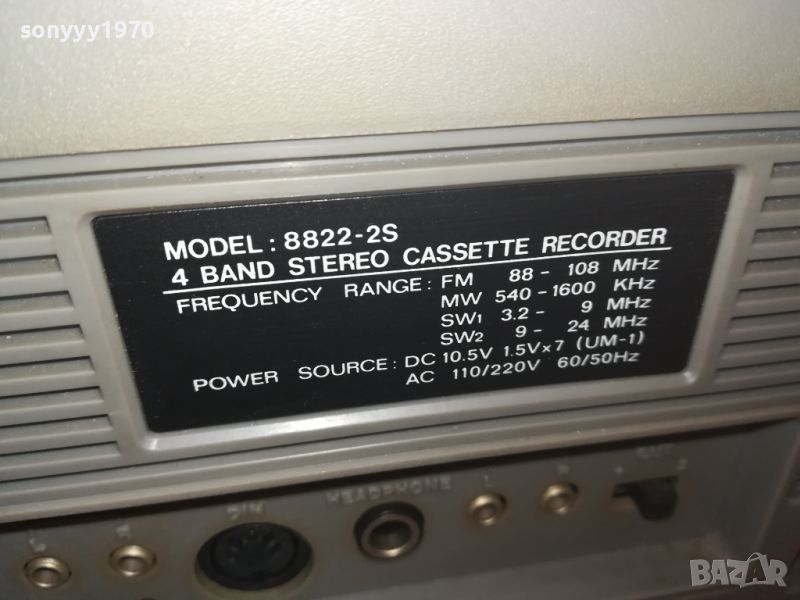 sonyyy1970
MODEL : 8822-2S
4 BAND STEREO CASSETTE RECORDER
FREQUENCY RANGE : FM 88 - 108 MHz
MW 540 - 1600 KHz
SW1 3.2 - 9 MHz
SW2 9 - 24 MHz
POWER SOURCE : DC 10.5V 1.5V x 7 (UM-1)
AC 110/220V 60/50Hz
DIN
HEADPHONE
BAZAR